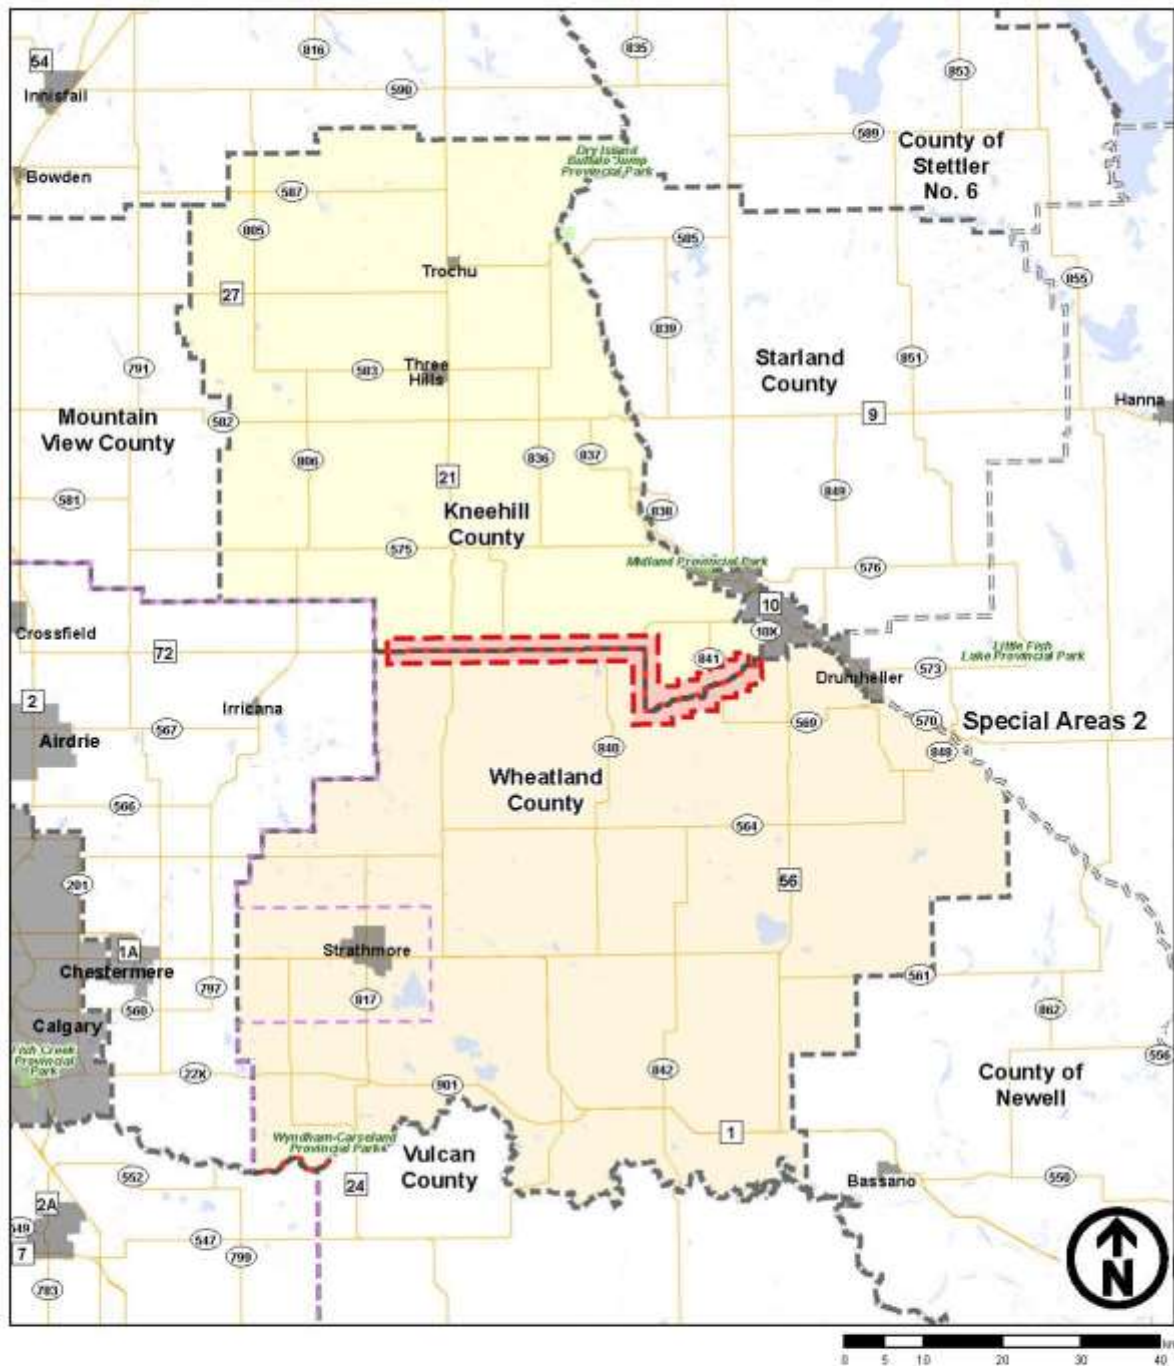 54
Innisfail
816
835
853
590
589
County of
Stettler
No. 6
Dry Island
Buffalo Jump
Provincial Park
Bowden
587
805
585
Trochu
27
855
839
851
791
583
Three
Hills
Starland
County
Hanna
9
Mountain
View County
582
806
836
837
21
849
581
838
Kneehill
County
575
Midland Provincial Park
576
10
10X
Crossfield
72
841
Little Fish
Lake Provincial Park
573
Drumheller
2
Irricana
567
569
570
Special Areas 2
Airdrie
840
848
Wheatland
County
566
564
56
201
Strathmore
1A
Chestermere
561
797
817
560
862
Calgary
556
Fish Creek
Provincial
Park
22X
901
842
County of
Newell
1
Wyndham-Carseland
Provincial Parks
Vulcan
County
552
24
Bassano
550
2A
549
547
799
7
783
N
0 5 10 20 30 40